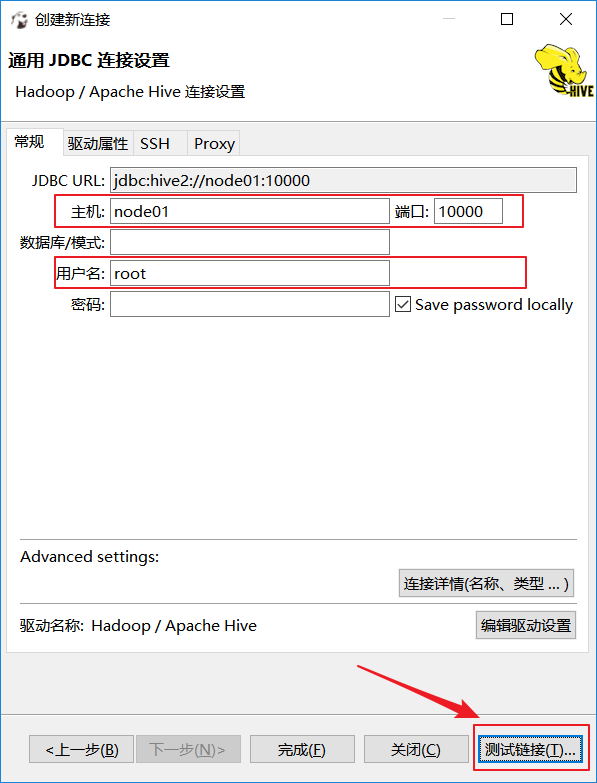 创建新连接
通用 JDBC 连接设置
Hadoop / Apache Hive 连接设置
HIVE
常规 驱动属性 SSH Proxy
JDBC URL: jdbc:hive2://node01:10000
主机: node01 端口: 10000
数据库/模式:
用户名: root
密码: Save password locally
Advanced settings:
连接详情(名称、类型 ... )
驱动名称: Hadoop / Apache Hive 编辑驱动设置
<上一步(B) 下一步(N)> 完成(F) 关闭(C) 测试链接(T)...